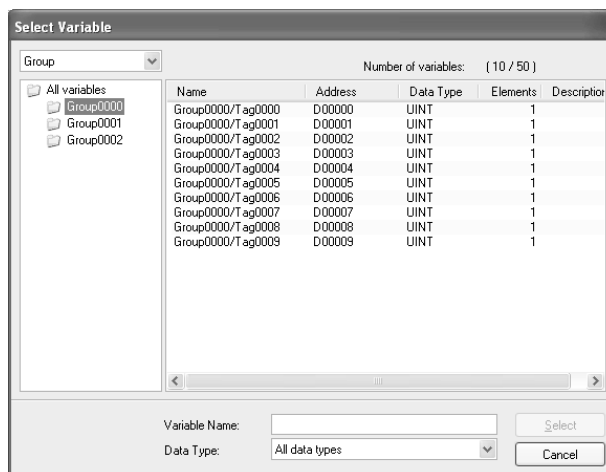 Select Variable
Group
Number of variables: ( 10 / 50 )
All variables
Group0000
Group0001
Group0002
Name Address Data Type Elements Description
Group0000/Tag0000 D00000 UINT 1
Group0000/Tag0001 D00001 UINT 1
Group0000/Tag0002 D00002 UINT 1
Group0000/Tag0003 D00003 UINT 1
Group0000/Tag0004 D00004 UINT 1
Group0000/Tag0005 D00005 UINT 1
Group0000/Tag0006 D00006 UINT 1
Group0000/Tag0007 D00007 UINT 1
Group0000/Tag0008 D00008 UINT 1
Group0000/Tag0009 D00009 UINT 1
Variable Name: Select
Data Type: All data types Cancel